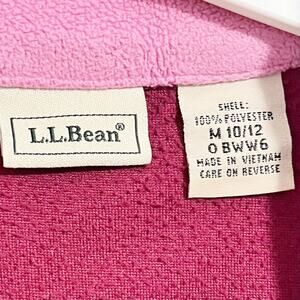 L.L.Bean®
SHELL:
100% POLYESTER
M 10/12
0 BWW6
MADE IN VIETNAM
CARE ON REVERSE